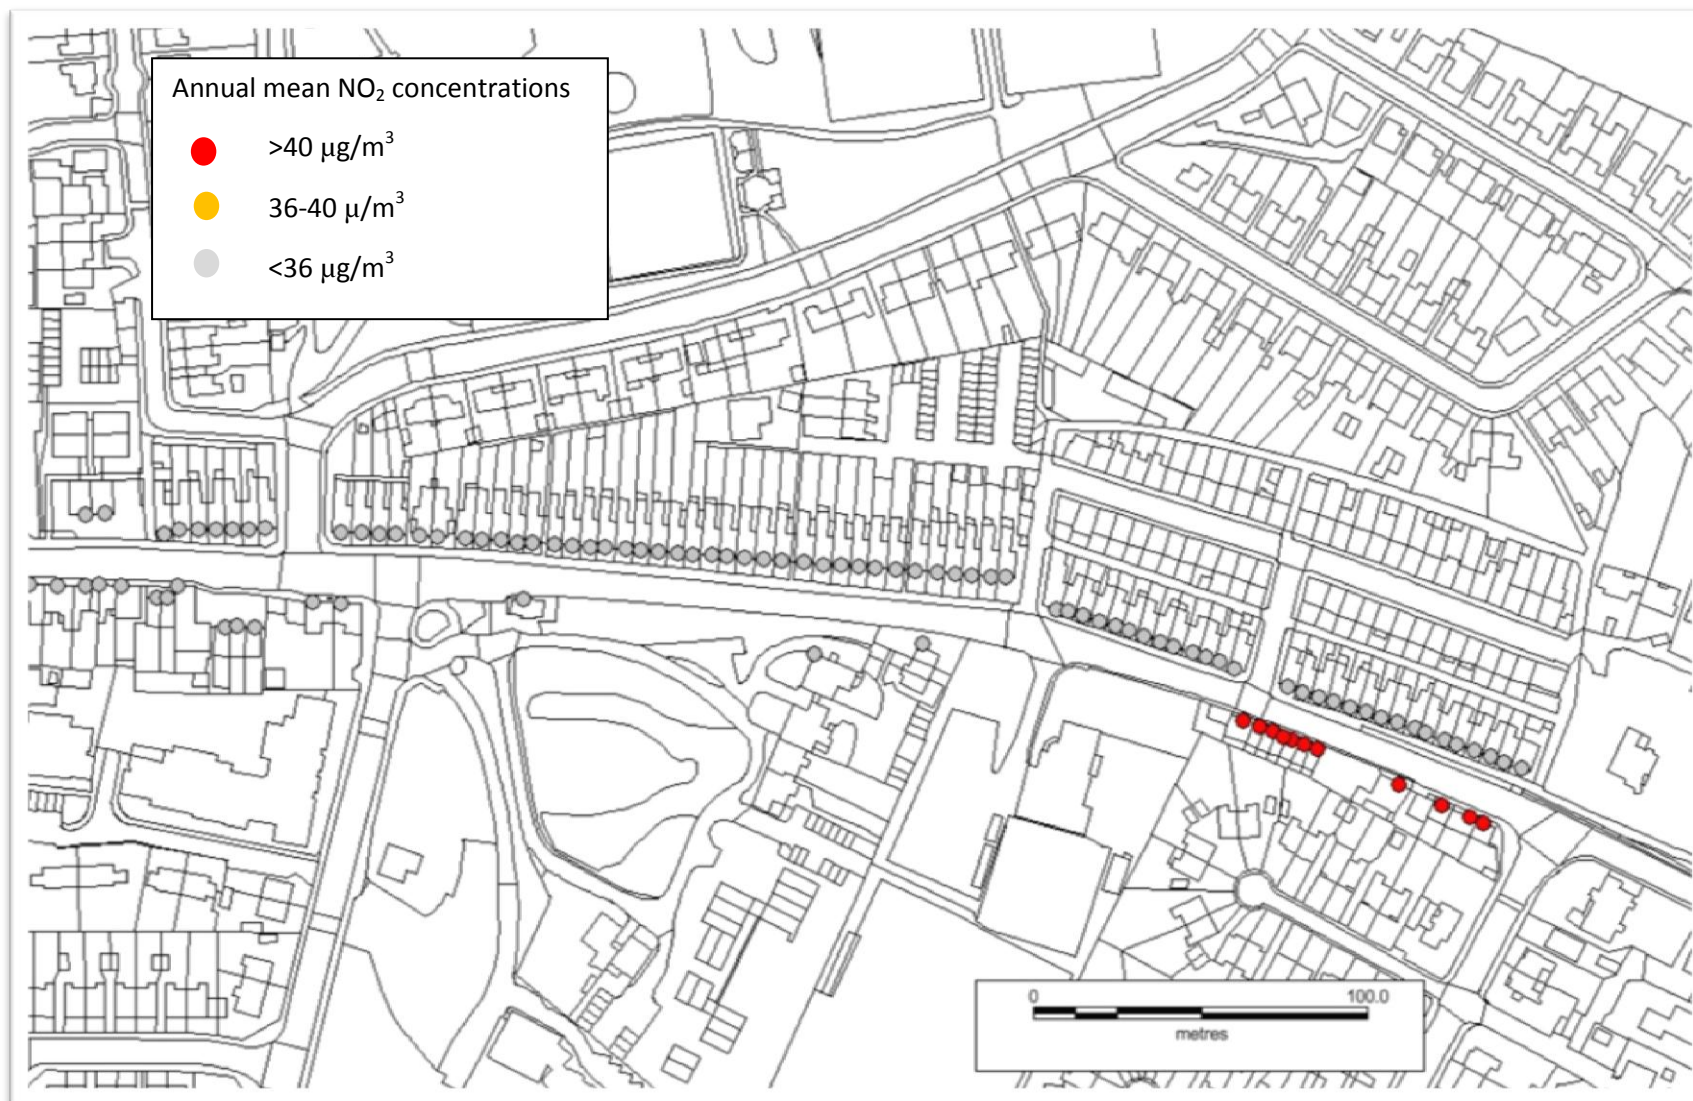 Annual mean NO₂ concentrations
>40 µg/m³
36-40 µ/m³
<36 µg/m³
0 100.0
metres